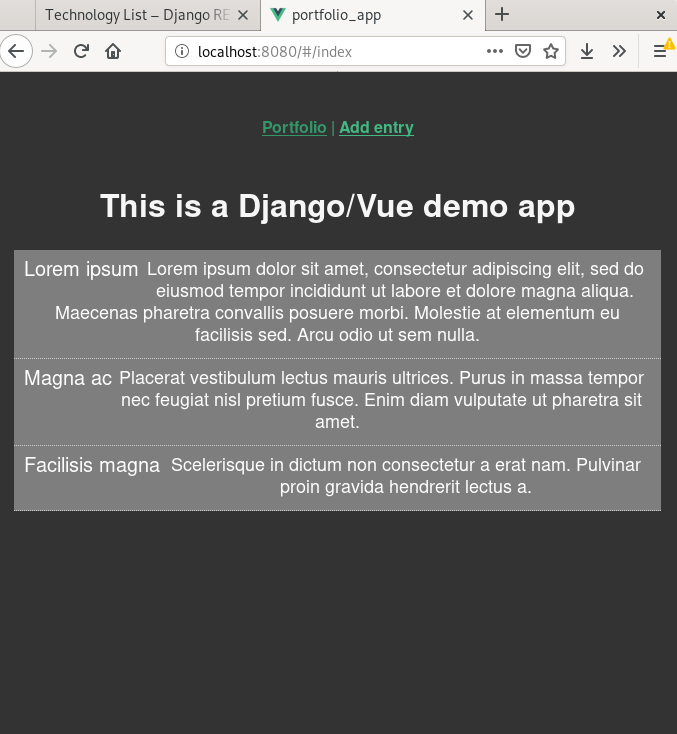 Technology List – Django RE
portfolio_app
localhost:8080/#/index
Portfolio | Add entry
This is a Django/Vue demo app
Lorem ipsum Lorem ipsum dolor sit amet, consectetur adipiscing elit, sed do
eiusmod tempor incididunt ut labore et dolore magna aliqua.
Maecenas pharetra convallis posuere morbi. Molestie at elementum eu
facilisis sed. Arcu odio ut sem nulla.
Magna ac Placerat vestibulum lectus mauris ultrices. Purus in massa tempor
nec feugiat nisl pretium fusce. Enim diam vulputate ut pharetra sit
amet.
Facilisis magna Scelerisque in dictum non consectetur a erat nam. Pulvinar
proin gravida hendrerit lectus a.